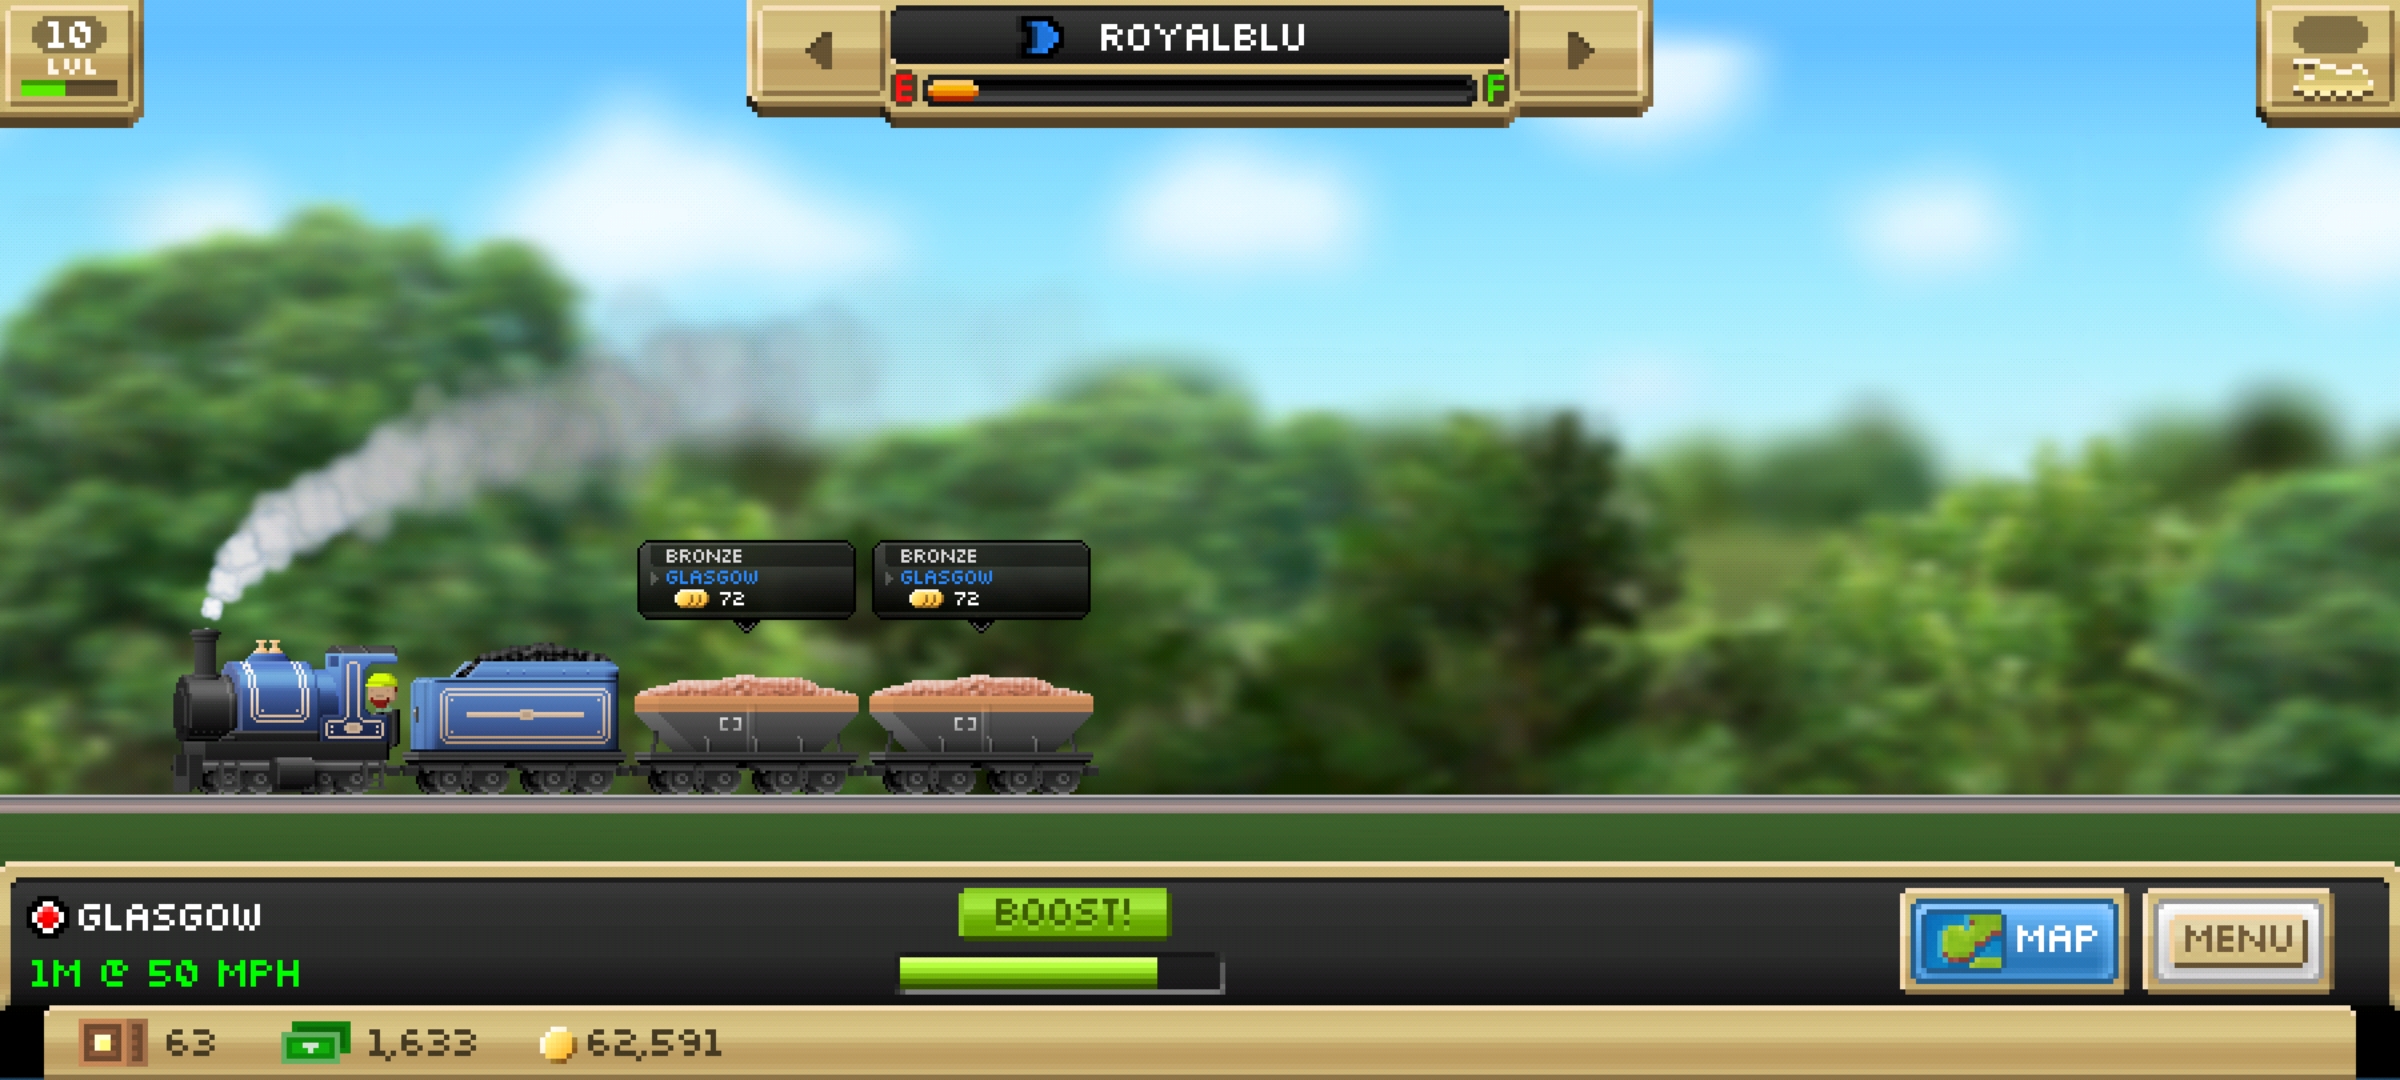 10
LVL
ROYALBLU
E F
BRONZE
GLASGOW
72
BRONZE
GLASGOW
72
GLASGOW
1M @ 50 MPH
BOOST!
MAP
MENU
63
1,633
62,591